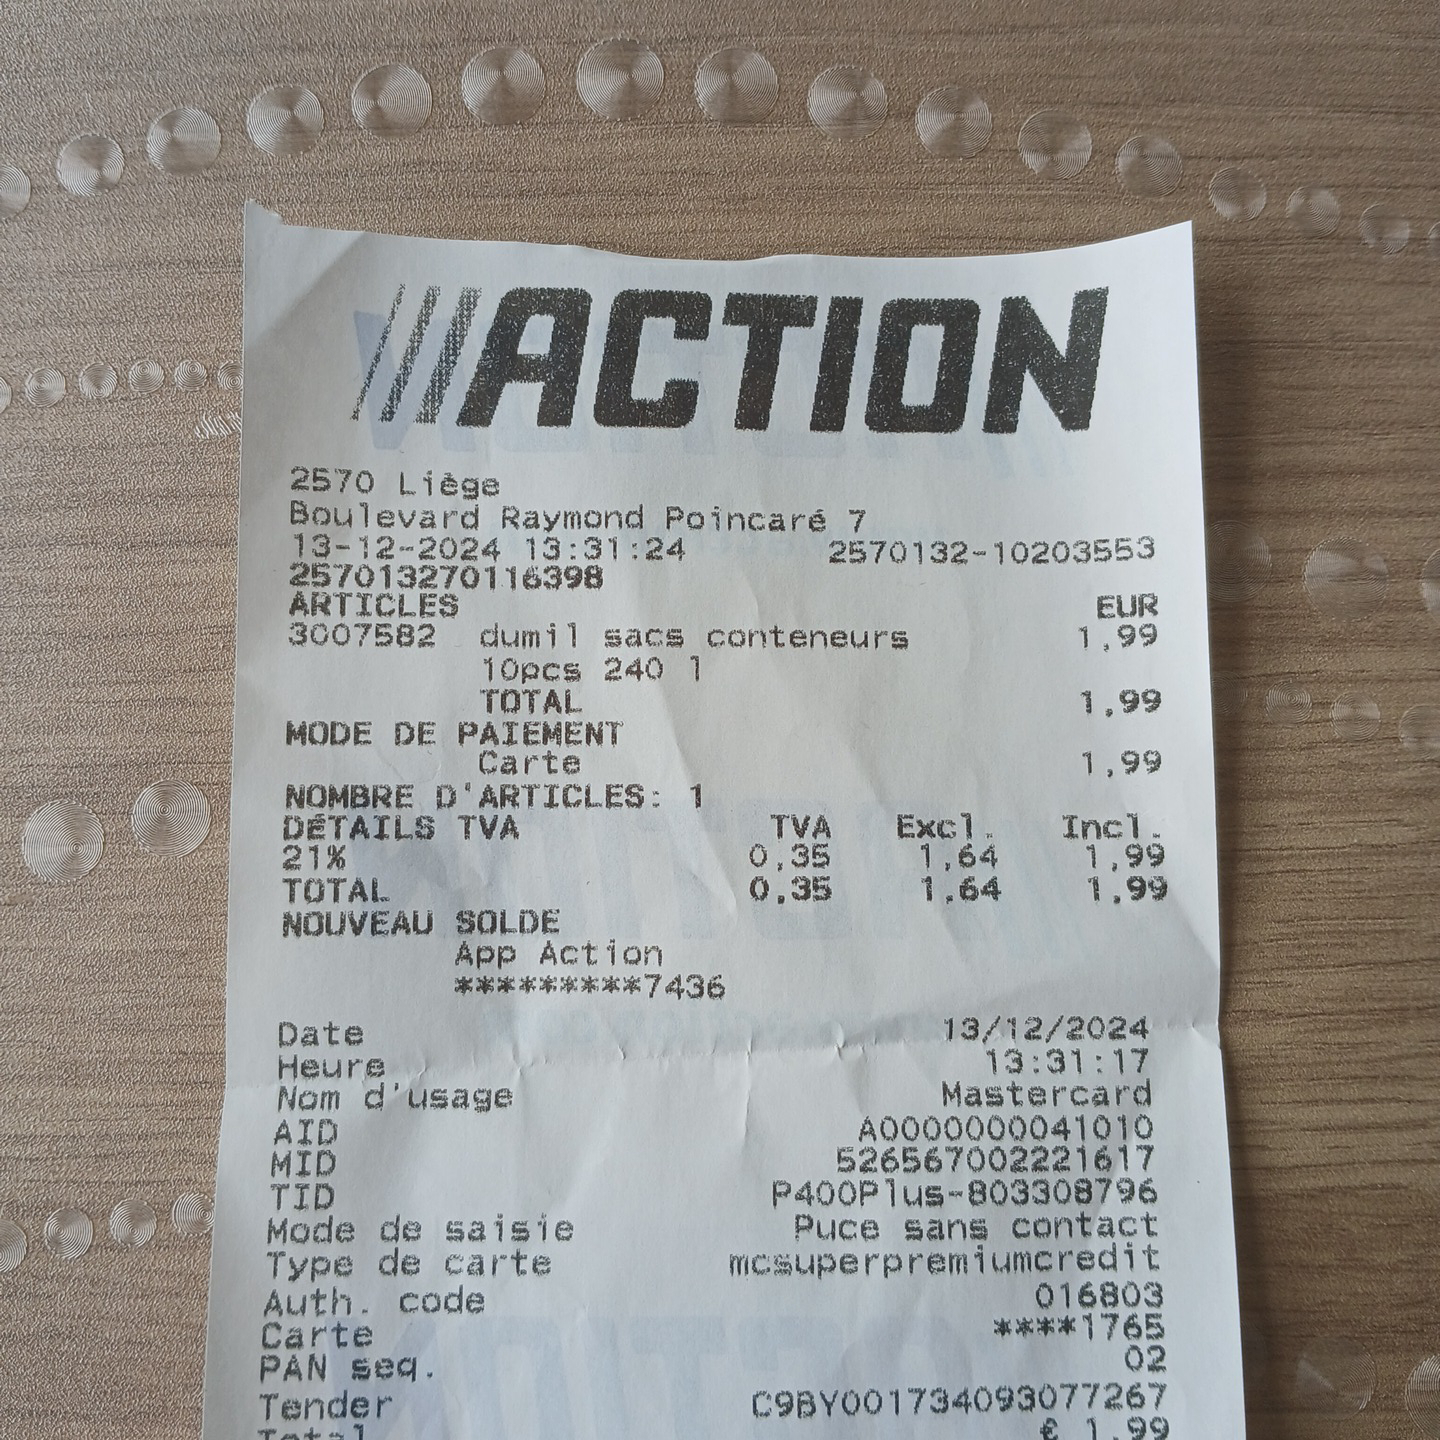 ACTION
2570 Liège
Boulevard Raymond Poincaré 7
13-12-2024 13:31:24 2570132-10203553
257013270116398
ARTICLES EUR
3007582 dumil sacs conteneurs 1,99
10pcs 240 l
TOTAL 1,99
MODE DE PAIEMENT
Carte 1,99
NOMBRE D'ARTICLES: 1
DÉTAILS TVA TVA Excl. Incl.
21% 0,35 1,64 1,99
TOTAL 0,35 1,64 1,99
NOUVEAU SOLDE
App Action
*********7436
Date 13/12/2024
Heure 13:31:17
Nom d'usage Mastercard
AID A0000000041010
MID 526567002221617
TID P400Plus-803308796
Mode de saisie Puce sans contact
Type de carte mcsuperpremiumcredit
Auth. code 016803
Carte ****1765
PAN seq. 02
Tender C9BY001734093077267
Total € 1,99